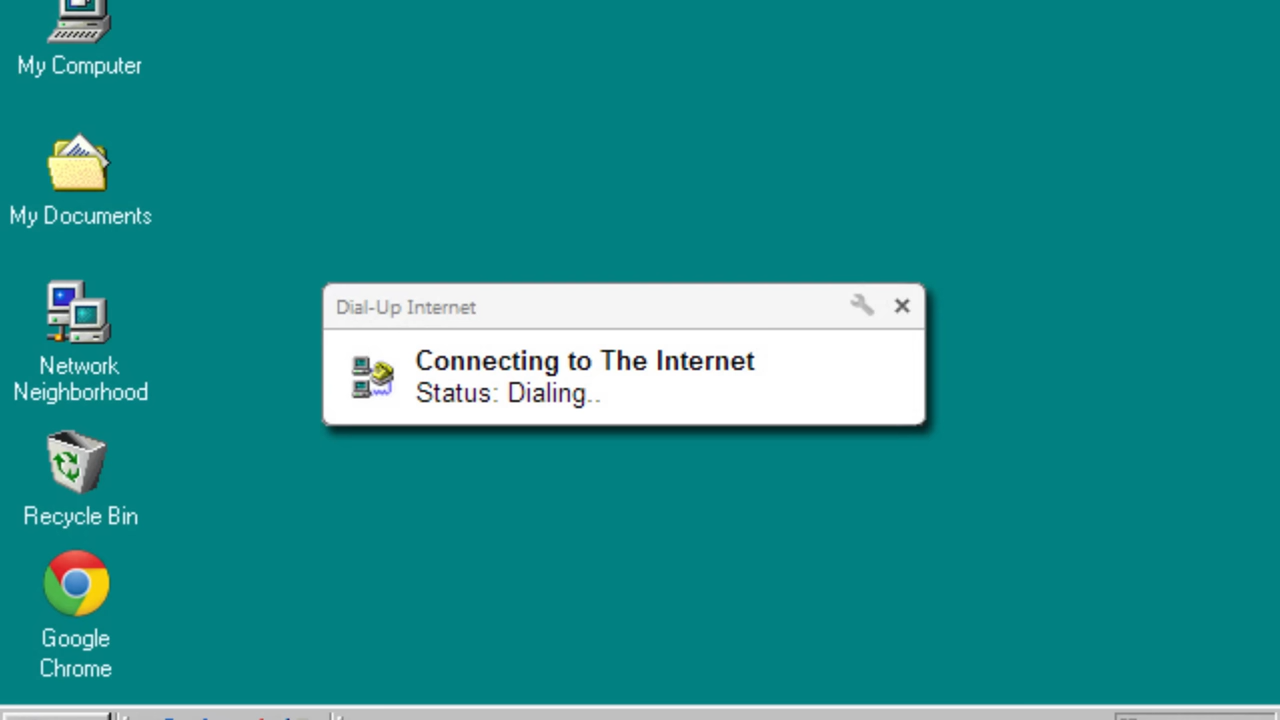 My Computer
My Documents
Network
Neighborhood
Recycle Bin
Google
Chrome
Dial-Up Internet
Connecting to The Internet
Status: Dialing..